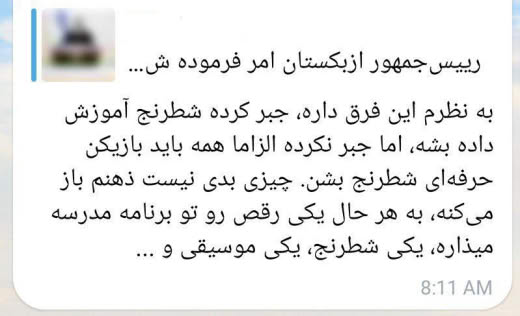 رییس‌جمهور ازبکستان امر فرموده ش...
به نظرم این فرق داره، جبر کرده شطرنج آموزش
داده بشه، اما جبر نکرده الزاما همه باید بازیکن
حرفه‌ای شطرنج بشن. چیزی بدی نیست ذهنم باز
می‌کنه، به هر حال یکی رقص رو تو برنامه مدرسه
میذاره، یکی شطرنج، یکی موسیقی و ...
8:11 AM